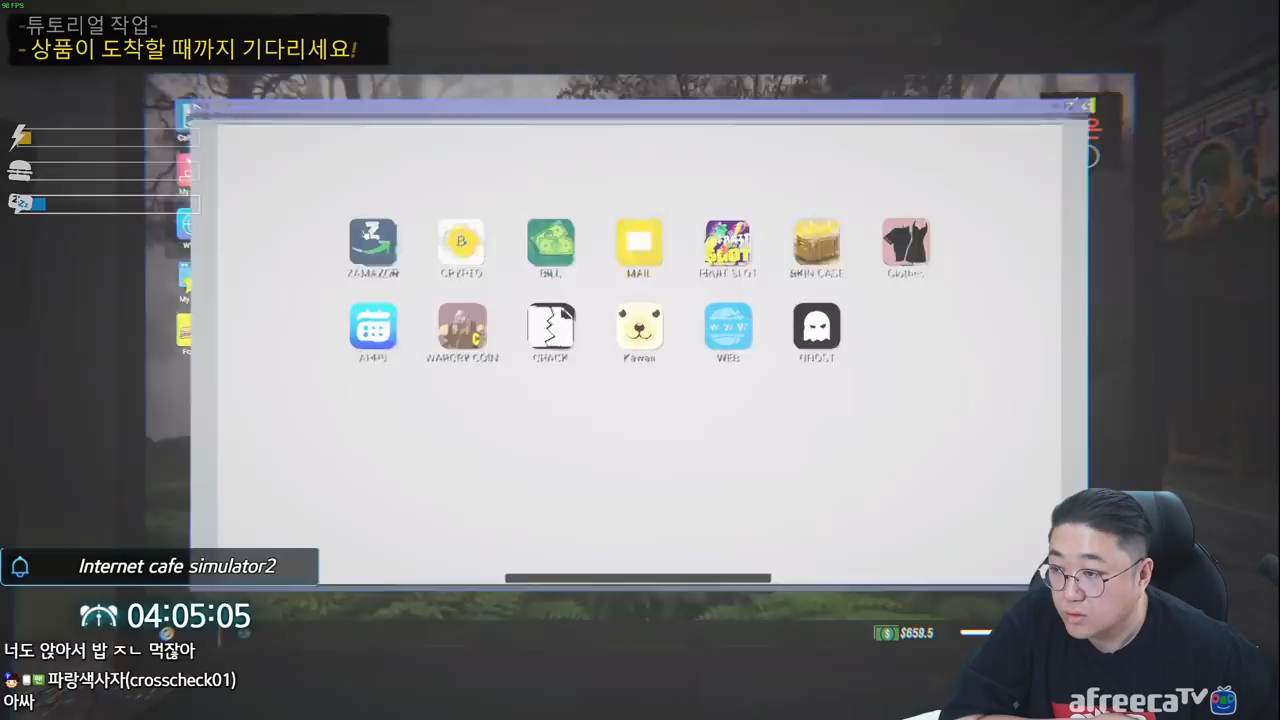 98 FPS
-튜토리얼 작업-
- 상품이 도착할 때까지 기다리세요!
ZAMAZOR
CRYPTO
BILL
MAIL
FRUIT SLOT
SKIN CASE
Clothes
APPS
WARCRY COIN
CRACK
Kawaii
WEB
GHOST
Internet cafe simulator2
04:05:05
$659.5
너도 앉아서 밥 ㅈㄴ 먹잖아
파랑색사자(crosscheck01)
아싸
afreecaTV